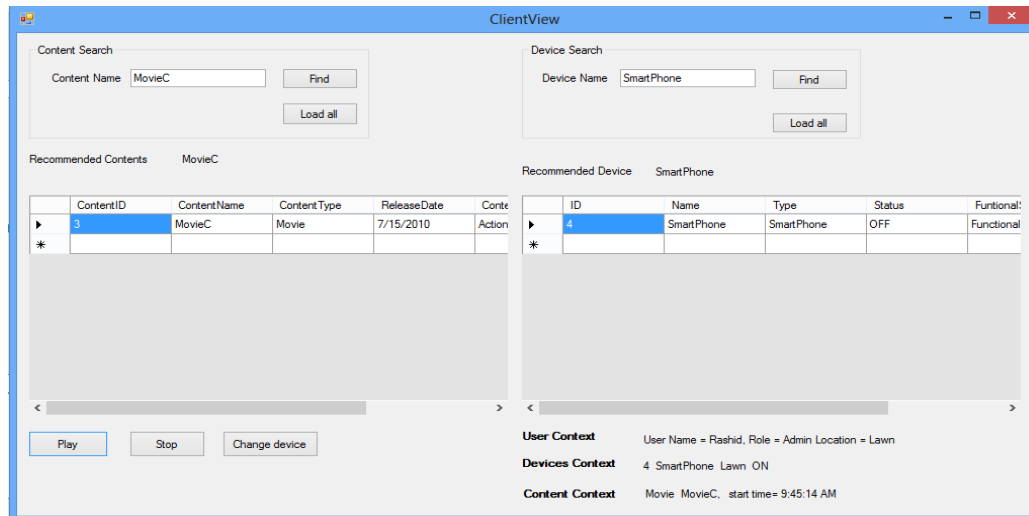 ClientView
Content Search
Content Name MovieC Find
Load all
Recommended Contents MovieC
ContentID ContentName ContentType ReleaseDate Conte
3 MovieC Movie 7/15/2010 Action
Play Stop Change device
Device Search
Device Name SmartPhone Find
Load all
Recommended Device SmartPhone
ID Name Type Status FuntionalS
4 SmartPhone SmartPhone OFF Functional
User Context User Name = Rashid, Role = Admin Location = Lawn
Devices Context 4 SmartPhone Lawn ON
Content Context Movie MovieC, start time= 9:45:14 AM